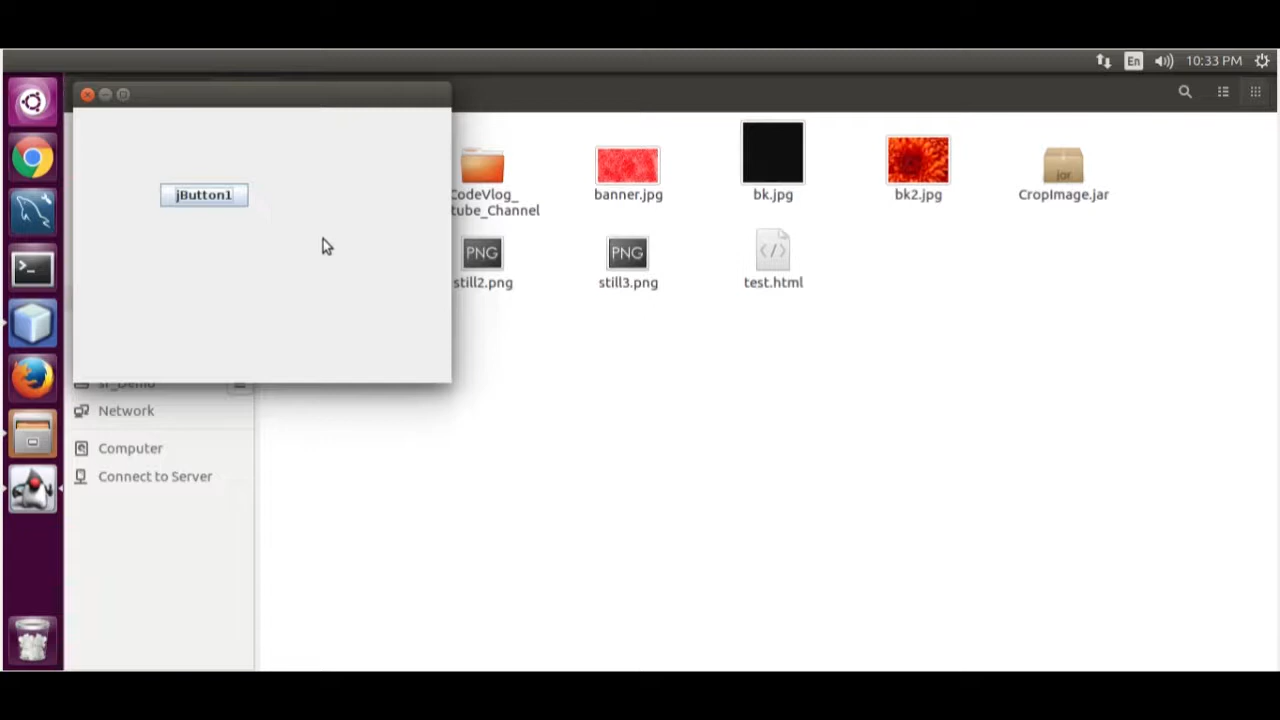 En
10:33 PM
jButton1
CodeVlog_
tube_Channel
banner.jpg
bk.jpg
bk2.jpg
jar
CropImage.jar
PNG
still2.png
PNG
still3.png
</>
test.html
Network
Computer
Connect to Server